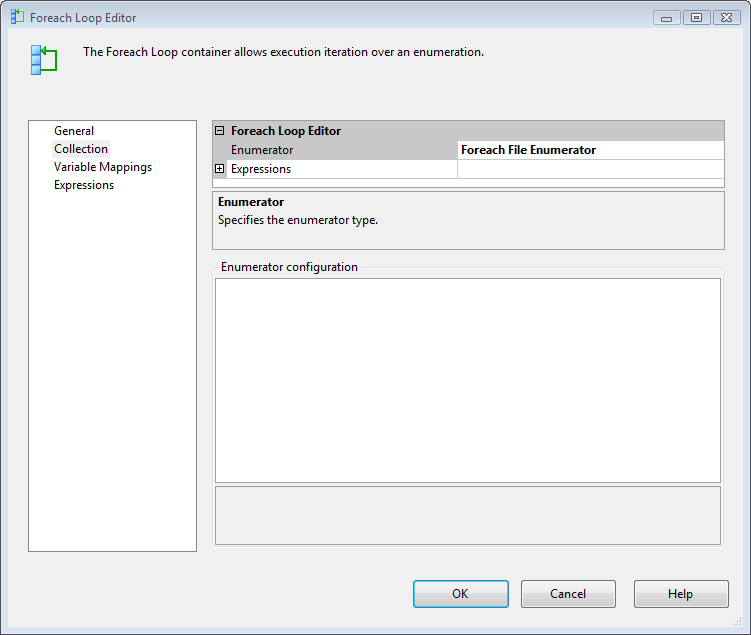 Foreach Loop Editor
The Foreach Loop container allows execution iteration over an enumeration.
General
Collection
Variable Mappings
Expressions
Foreach Loop Editor
Enumerator Foreach File Enumerator
Expressions
Enumerator
Specifies the enumerator type.
Enumerator configuration
OK Cancel Help